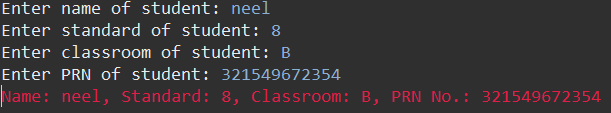 Enter name of student: neel
Enter standard of student: 8
Enter classroom of student: B
Enter PRN of student: 321549672354
Name: neel, Standard: 8, Classroom: B, PRN No.: 321549672354